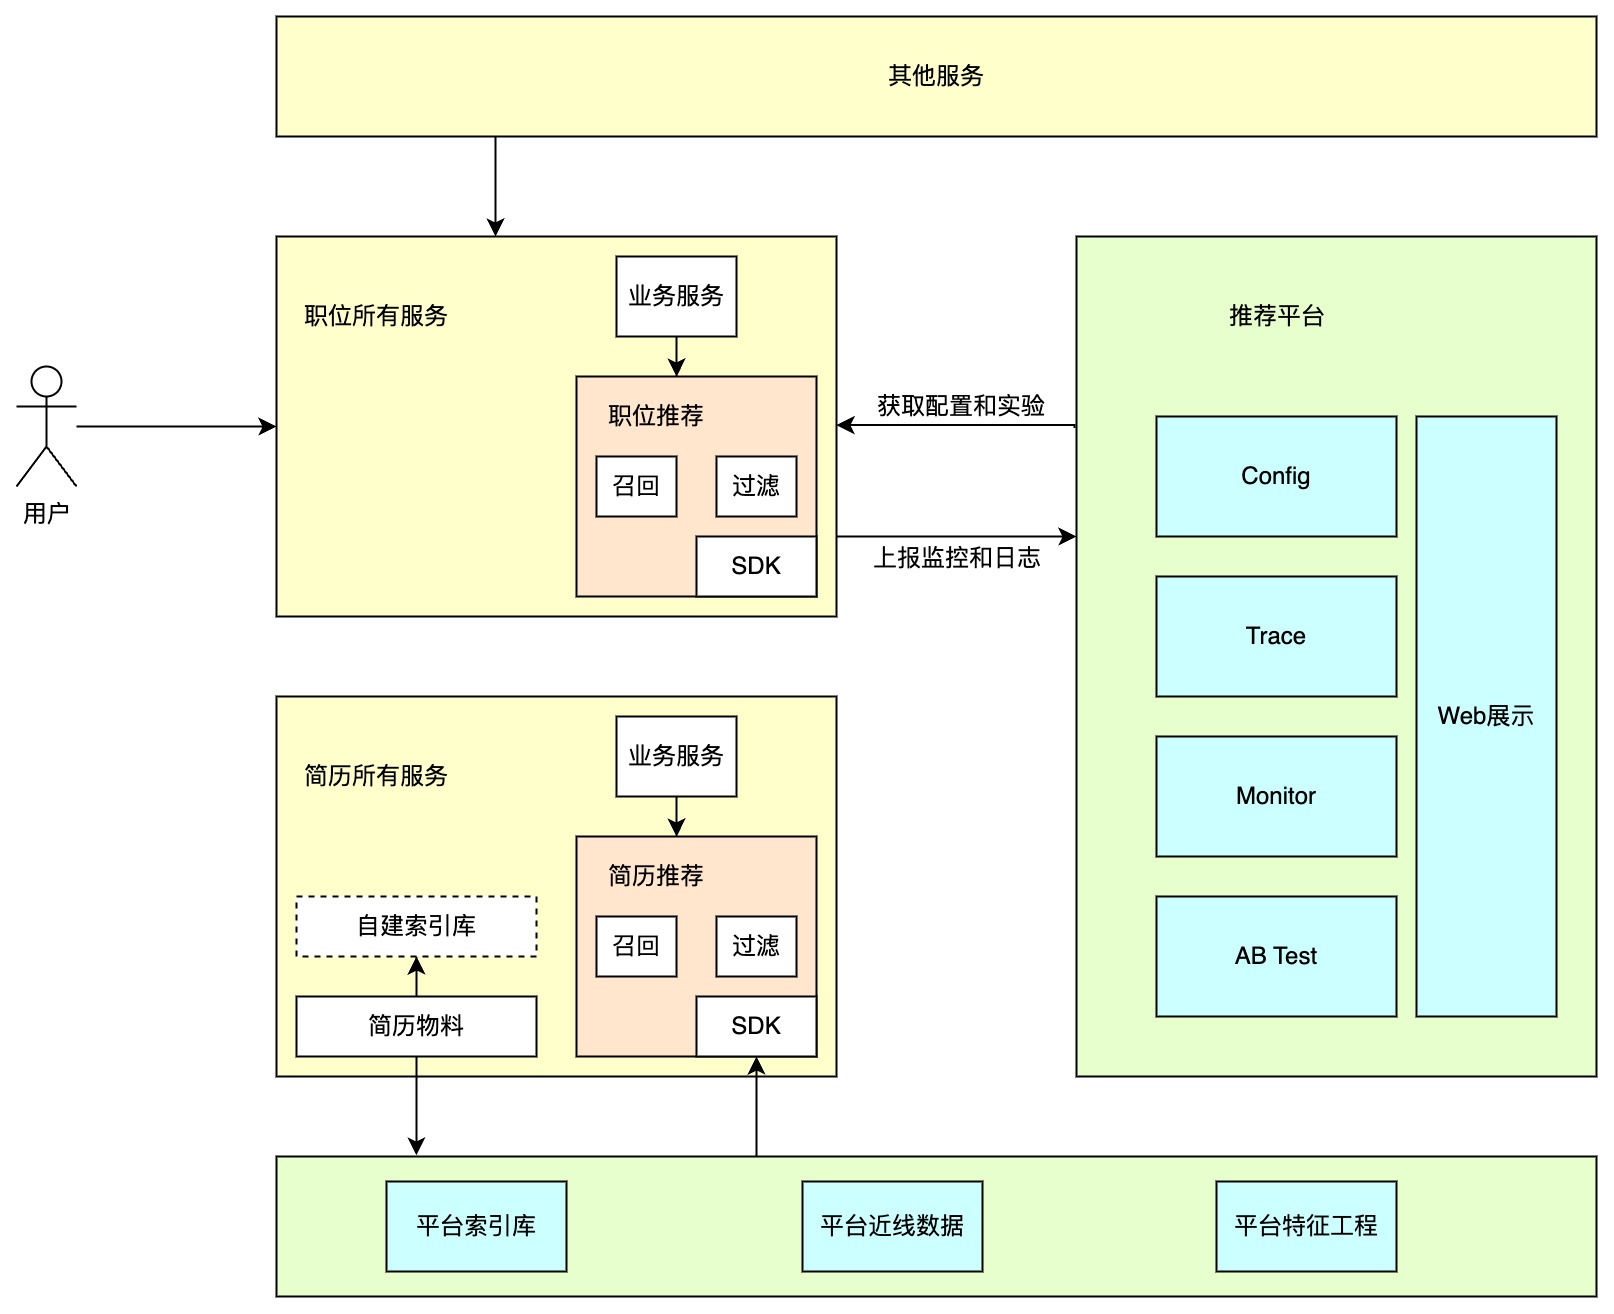 其他服务
职位所有服务
业务服务
职位推荐
召回
过滤
SDK
用户
获取配置和实验
上报监控和日志
推荐平台
Config
Trace
Monitor
AB Test
Web展示
简历所有服务
业务服务
简历推荐
召回
过滤
SDK
自建索引库
简历物料
平台索引库
平台近线数据
平台特征工程